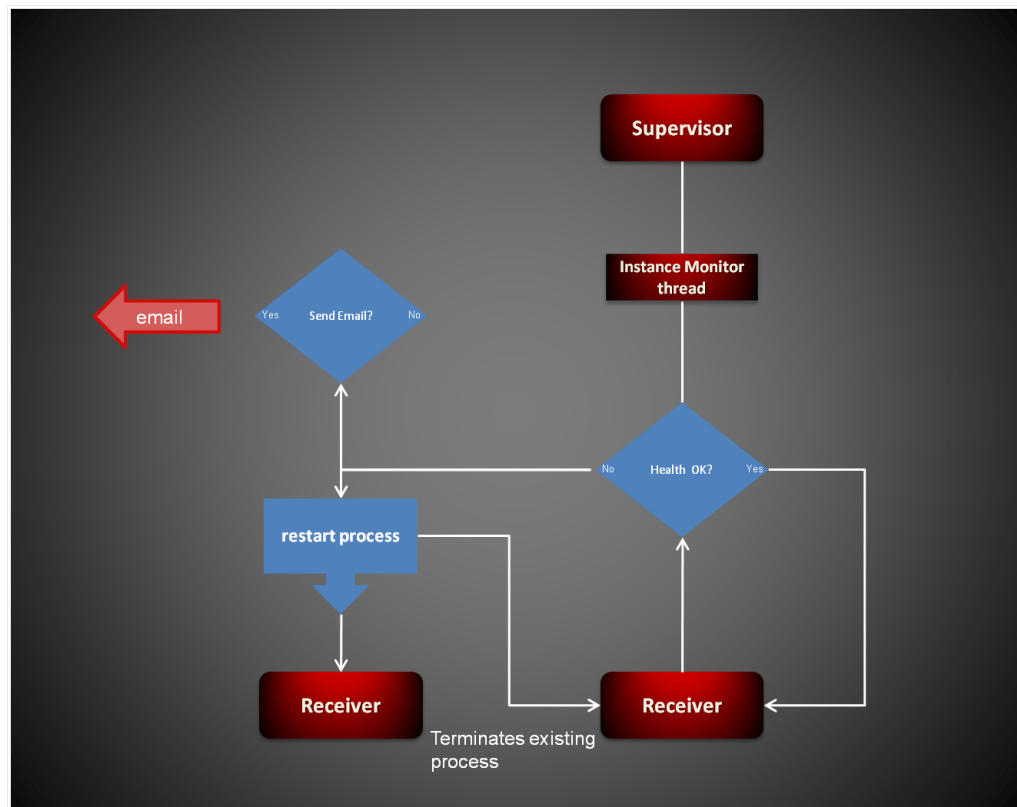 Supervisor
Instance Monitor
thread
email
Yes
Send Email?
No
No
Health OK?
Yes
restart process
Receiver
Receiver
Terminates existing
process